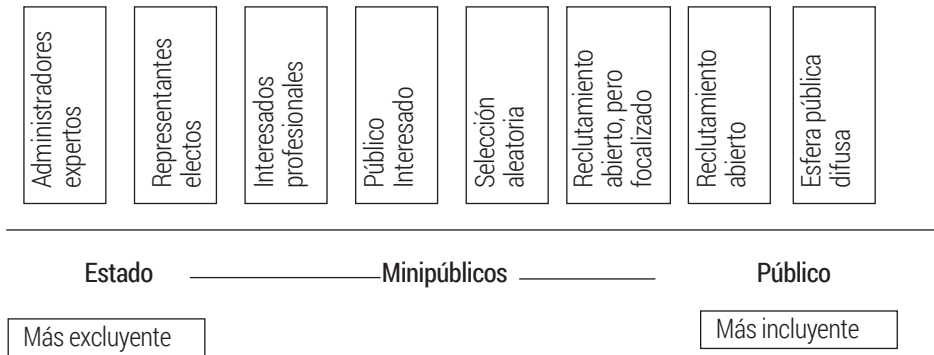 Administradores
expertos
Representantes
electos
Interesados
profesionales
Público
Interesado
Selección
aleatoria
Reclutamiento
abierto, pero
focalizado
Reclutamiento
abierto
Esfera pública
difusa
Estado
Minipúblicos
Público
Más excluyente
Más incluyente